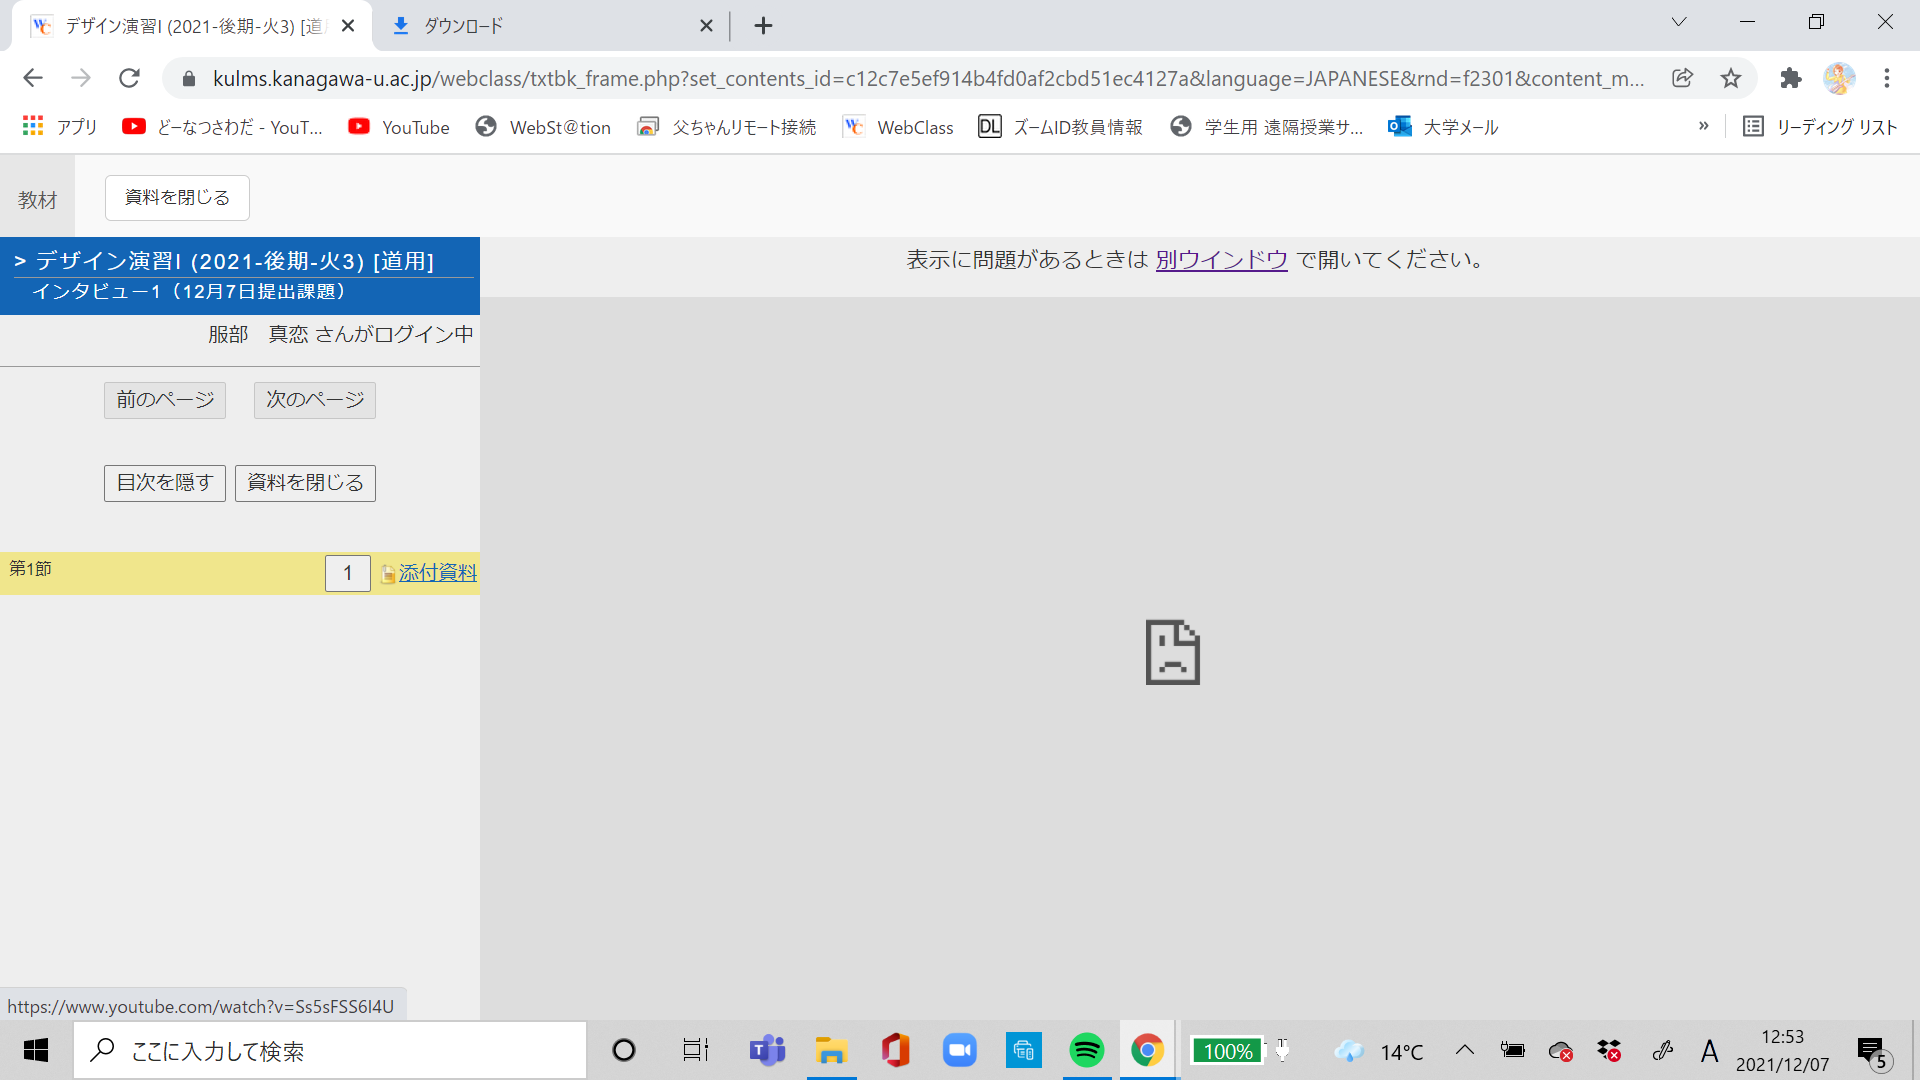 デザイン演習I (2021-後期-火3) [道
ダウンロード
kulms.kanagawa-u.ac.jp/webclass/txtbk_frame.php?set_contents_id=c12c7e5ef914b4fd0af2cbd51ec4127a&language=JAPANESE&rnd=f2301&content_m...
アプリ
どーなつさわだ - YouT...
YouTube
WebSt@tion
父ちゃんリモート接続
WebClass
DL
ズームID教員情報
学生用 遠隔授業サ...
大学メール
»
リーディング リスト
教材
資料を閉じる
> デザイン演習I (2021-後期-火3) [道用]
インタビュー1（12月7日提出課題）
服部　真恋 さんがログイン中
前のページ
次のページ
目次を隠す
資料を閉じる
第1節
1
添付資料
表示に問題があるときは 別ウインドウ で開いてください。
https://www.youtube.com/watch?v=Ss5sFSS6I4U
ここに入力して検索
100%
14°C
A
12:53
2021/12/07
5